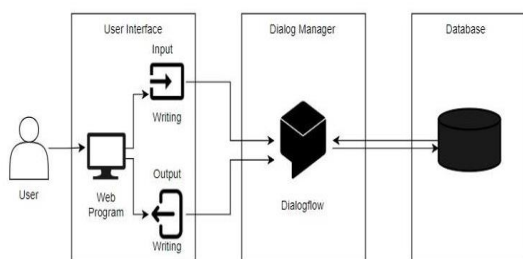 User Interface
Dialog Manager
Database
Input
Writing
User
Web
Program
Output
Writing
Dialogflow